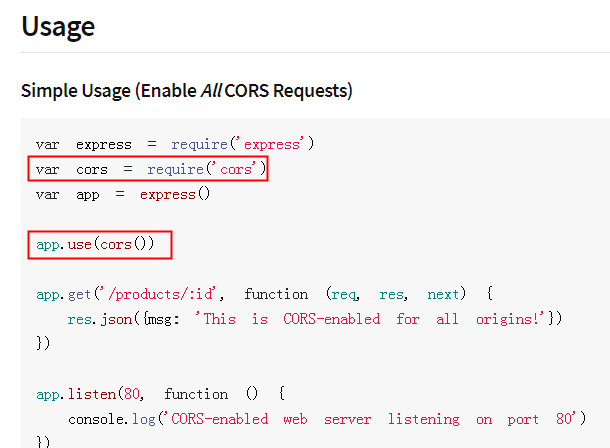 Usage
Simple Usage (Enable All CORS Requests)
var express = require('express')
var cors = require('cors')
var app = express()
app.use(cors())
app.get('/products/:id', function (req, res, next) {
res.json({msg: 'This is CORS-enabled for all origins!'})
})
app.listen(80, function () {
console.log('CORS-enabled web server listening on port 80')
})